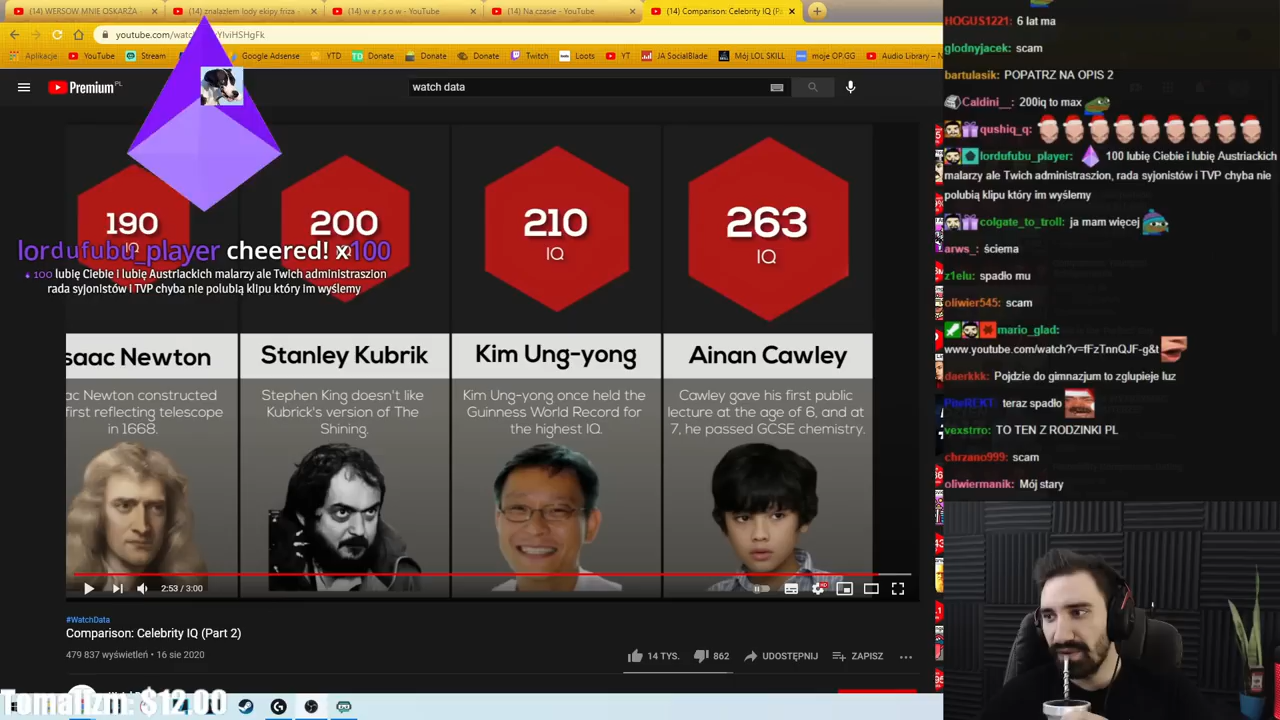 (14) WERSOW MNIE OSKARŻA
(14) znalazłem lody ekipy friza -
(14) w e r s o w - YouTube
(14) Na czasie - YouTube
(14) Comparison: Celebrity IQ (Pa
youtube.com/watch
YlviHSHgFk
Aplikacje
YouTube
Stream
Google Adsense
YTD
Donate
Donate
Donate
Twitch
Loots
YT
JA SocialBlade
Mój LOL SKILL
moje OP.GG
Audio Library –
Premium PL
watch data
190
IQ
200
IQ
210
IQ
263
IQ
lordufubu_player cheered! x100
100 lubię Ciebie i lubię Austriackich malarzy ale Twich administraszion
rada syjonistów i TVP chyba nie polubią klipu który im wyślemy
saac Newton
Stanley Kubrik
Kim Ung-yong
Ainan Cawley
ac Newton constructed
first reflecting telescope
in 1668.
Stephen King doesn't like
Kubrick's version of The
Shining.
Kim Ung-yong once held the
Guinness World Record for
the highest IQ.
Cawley gave his first public
lecture at the age of 6, and at
7, he passed GCSE chemistry.
2:53 / 3:00
HD
#WatchData
Comparison: Celebrity IQ (Part 2)
479 837 wyświetleń • 16 sie 2020
14 TYS.
862
UDOSTĘPNIJ
ZAPISZ
Tomalizn: $12.00
HOGUS1221: 6 lat ma
glodnyjacek: scam
bartulasik: POPATRZ NA OPIS 2
Caldini__: 200iq to max
qushiq_q:
lordufubu_player: 100 lubię Ciebie i lubię Austriackich
malarzy ale Twich administraszion, rada syjonistów i TVP chyba nie
polubią klipu który im wyślemy
colgate_to_troll: ja mam więcej
arws_: ściema
z1elu: spadło mu
oliwier545: scam
mario_glad:
www.youtube.com/watch?v=fFzTnnQJF-g&t
daerkkk: Pojdzie do gimnazjum to zglupieje luz
PiteREKT: teraz spadło
vexstrro: TO TEN Z RODZINKI PL
chrzano999: scam
oliwiermanik: Mój stary